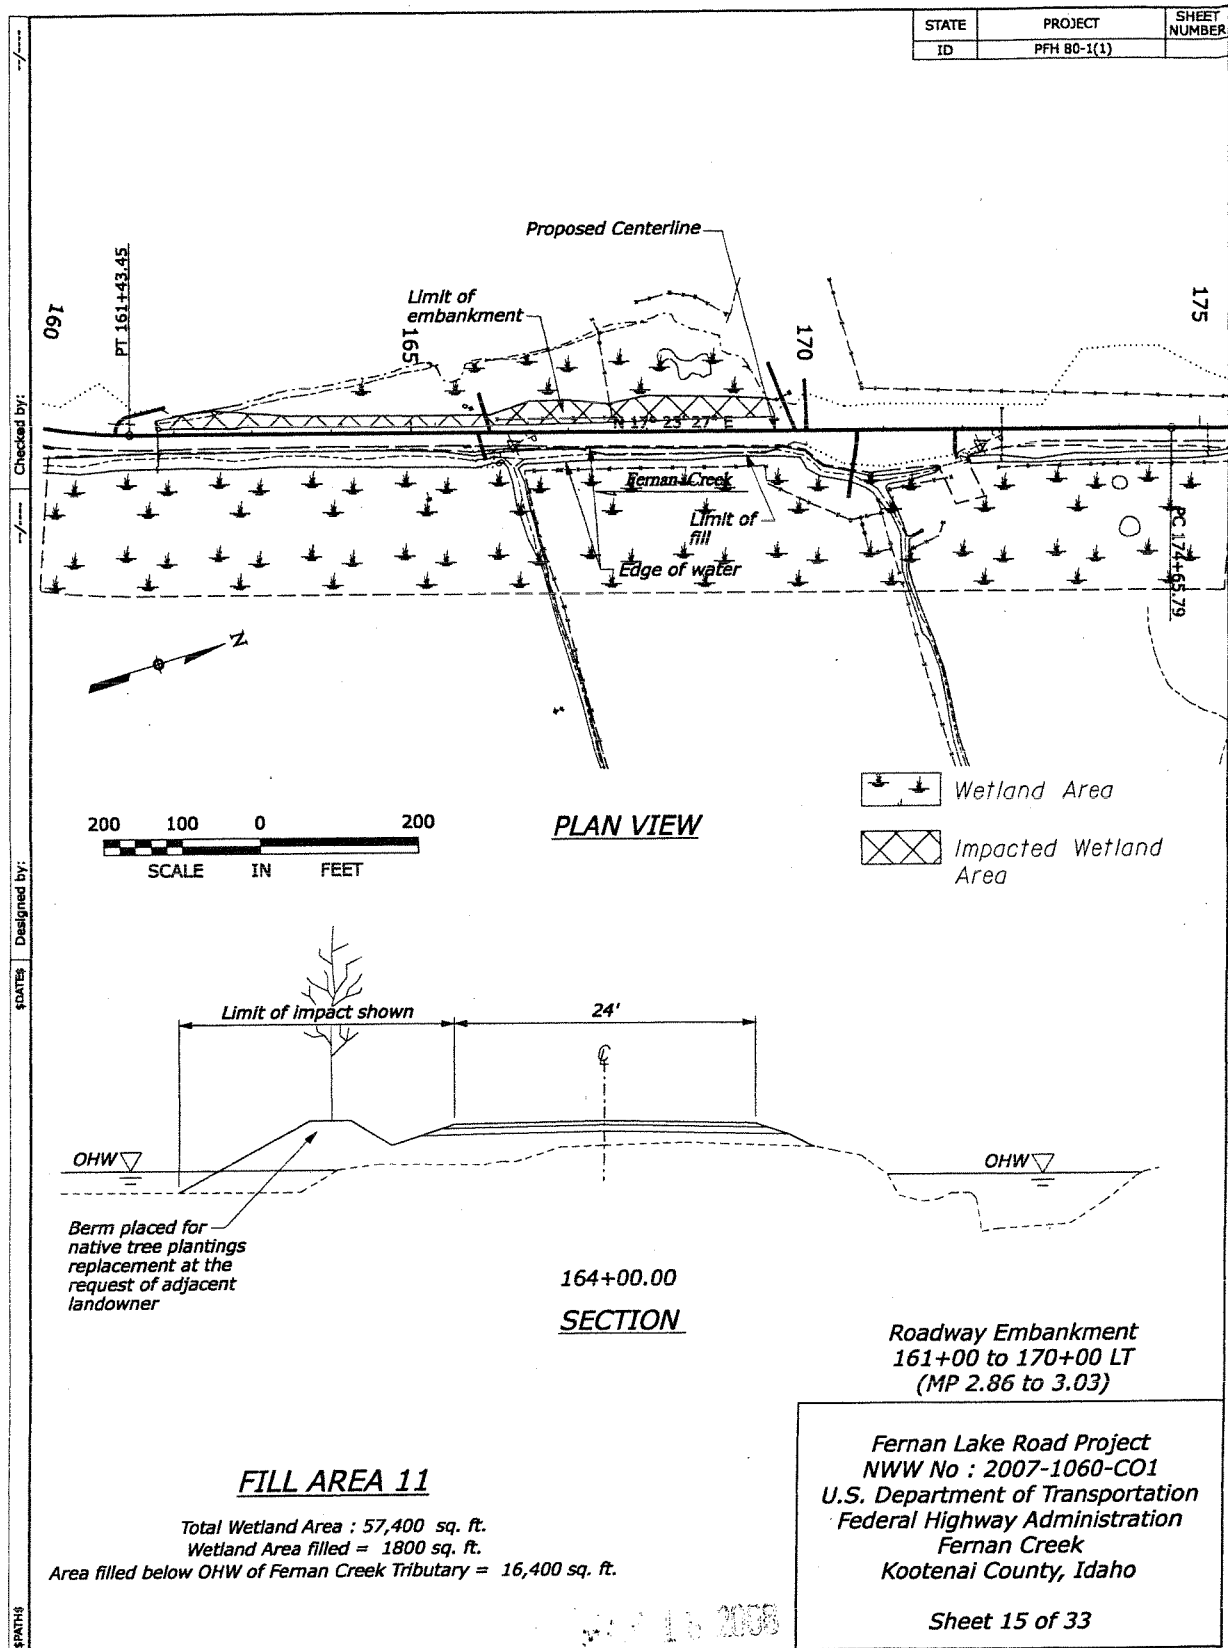 STATE PROJECT SHEET NUMBER
ID PFH 80-1(1)
--/----
Checked by:
--/----
Designed by:
$DATE$
$PATH$
Proposed Centerline
Limit of
embankment
160
PT 161+43.45
165
170
175
N 17° 23' 27" E
Fernan Creek
Limit of
fill
Edge of water
PC 174+65.79
N
200 100 0 200
SCALE IN FEET
PLAN VIEW
Wetland Area
Impacted Wetland
Area
Limit of impact shown
24'
OHW
OHW
Berm placed for
native tree plantings
replacement at the
request of adjacent
landowner
164+00.00
SECTION
Roadway Embankment
161+00 to 170+00 LT
(MP 2.86 to 3.03)
FILL AREA 11
Total Wetland Area : 57,400 sq. ft.
Wetland Area filled = 1800 sq. ft.
Area filled below OHW of Fernan Creek Tributary = 16,400 sq. ft.
Fernan Lake Road Project
NWW No : 2007-1060-CO1
U.S. Department of Transportation
Federal Highway Administration
Fernan Creek
Kootenai County, Idaho
Sheet 15 of 33
2008